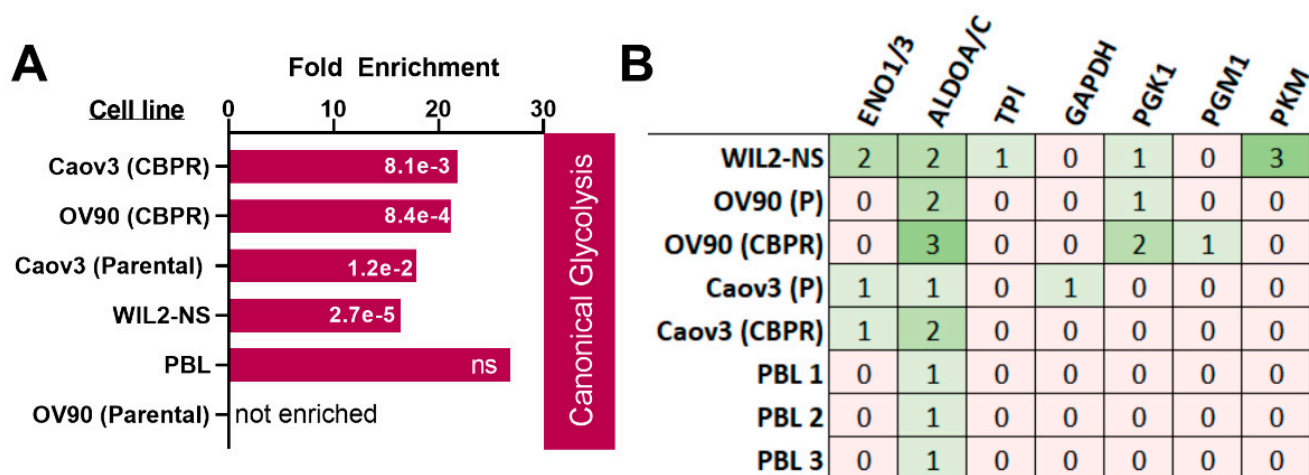 A
Fold Enrichment
Cell line
0 10 20 30
Caov3 (CBPR) 8.1e-3
OV90 (CBPR) 8.4e-4
Caov3 (Parental) 1.2e-2
WIL2-NS 2.7e-5
PBL ns
OV90 (Parental) not enriched
Canonical Glycolysis
B
ENO1/3 ALDOA/C TPI GAPDH PGK1 PGM1 PKM
WIL2-NS 2 2 1 0 1 0 3
OV90 (P) 0 2 0 0 1 0 0
OV90 (CBPR) 0 3 0 0 2 1 0
Caov3 (P) 1 1 0 1 0 0 0
Caov3 (CBPR) 1 2 0 0 0 0 0
PBL 1 0 1 0 0 0 0 0
PBL 2 0 1 0 0 0 0 0
PBL 3 0 1 0 0 0 0 0